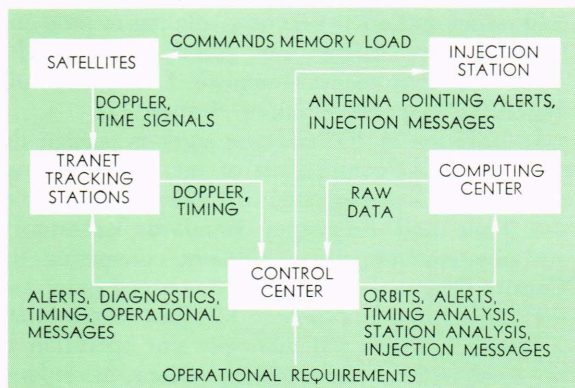 COMMANDS MEMORY LOAD
SATELLITES
INJECTION
STATION
DOPPLER,
TIME SIGNALS
ANTENNA POINTING ALERTS,
INJECTION MESSAGES
TRANET
TRACKING
STATIONS
DOPPLER,
TIMING
RAW
DATA
COMPUTING
CENTER
CONTROL
CENTER
ALERTS, DIAGNOSTICS,
TIMING, OPERATIONAL
MESSAGES
ORBITS, ALERTS,
TIMING ANALYSIS,
STATION ANALYSIS,
INJECTION MESSAGES
OPERATIONAL REQUIREMENTS